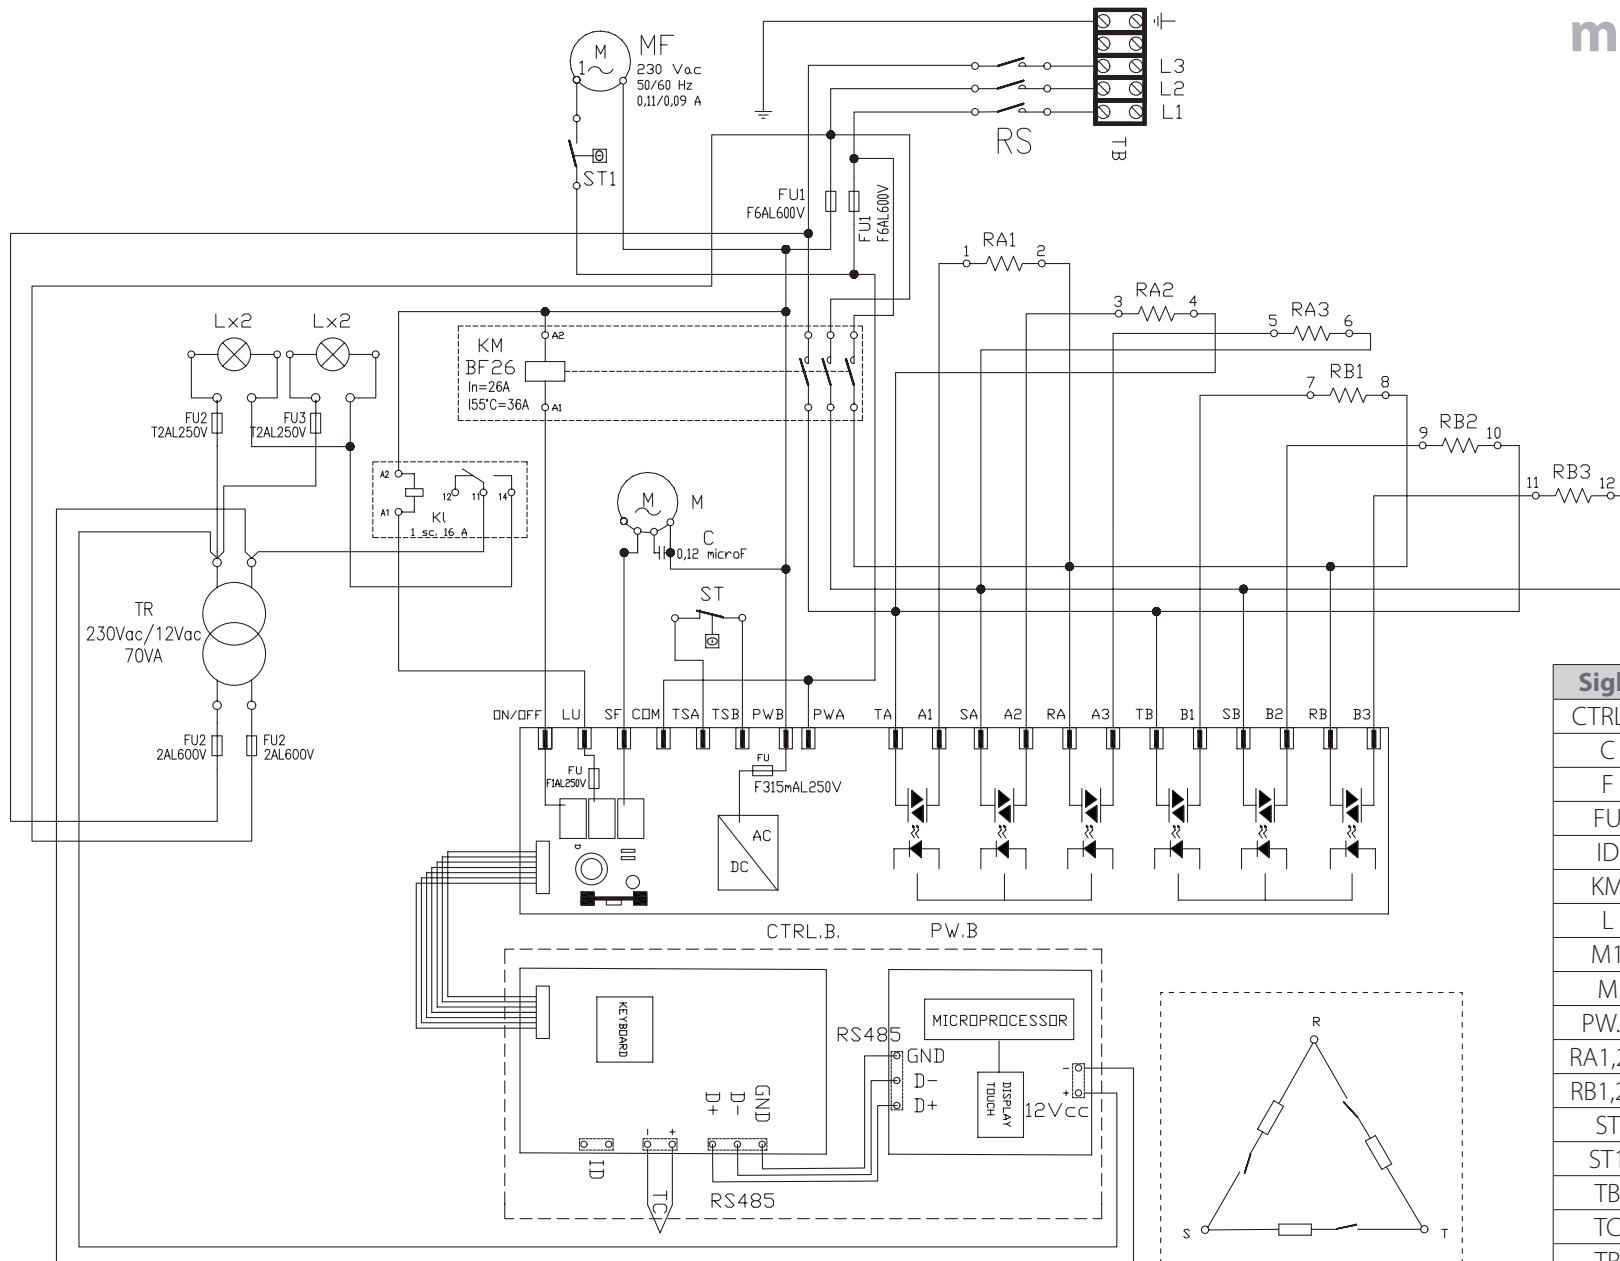 m
MF
M
1
230 Vac
50/60 Hz
0,11/0,09 A
ST1
L3
L2
L1
RS
TB
FU1
F6AL600V
FU1
F6AL600V
1 RA1 2
3 RA2 4
5 RA3 6
7 RB1 8
9 RB2 10
11 RB3 12
Lx2 Lx2
FU2
T2AL250V
FU3
T2AL250V
KM
BF26
In=26A
I55°C=36A
A2
A1
A2
A1
12 11 14
K1
1 sc. 16 A
M
M
C
0,12 microF
ST
TR
230Vac/12Vac
70VA
FU2
2AL600V
FU2
2AL600V
ON/OFF LU SF COM TSA TSB PWB PWA TA A1 SA A2 RA A3 TB B1 SB B2 RB B3
FU
F1AL250V
FU
F315mAL250V
AC
DC
CTRL.B. PW.B
KEYBOARD
MICROPROCESSOR
DISPLAY
TOUCH
RS485
GND
D-
D+
- +
12Vcc
D+ D- GND
ID
- +
TC
RS485
R
S
T
Sigl
CTRL
C
F
FU
ID
KM
L
M1
M
PW.
RA1,2
RB1,2
ST
ST1
TB
TC
TR